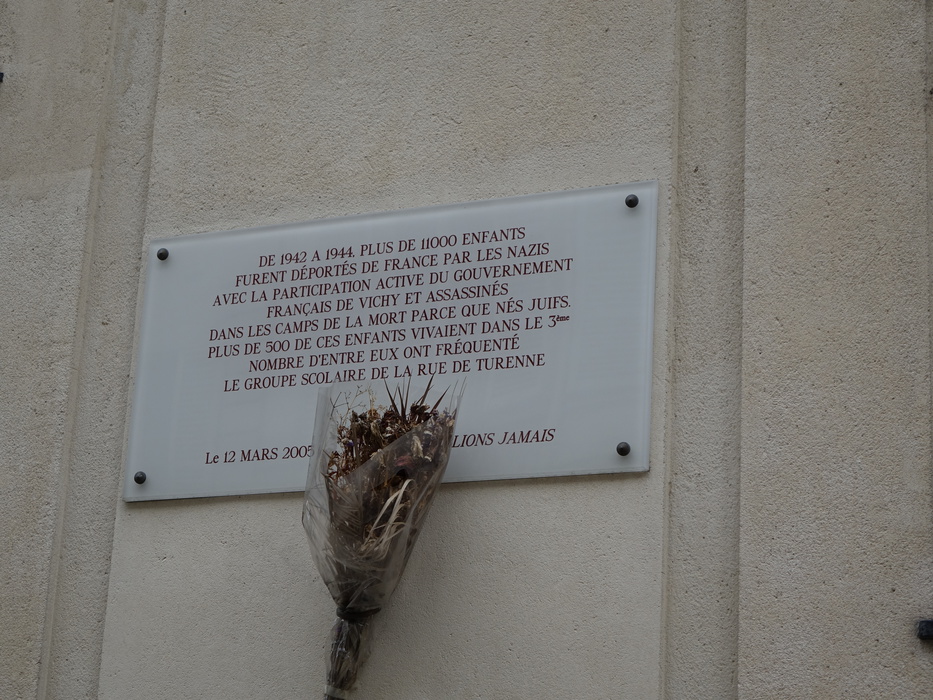 DE 1942 A 1944, PLUS DE 11000 ENFANTS
FURENT DÉPORTÉS DE FRANCE PAR LES NAZIS
AVEC LA PARTICIPATION ACTIVE DU GOUVERNEMENT
FRANÇAIS DE VICHY ET ASSASSINÉS
DANS LES CAMPS DE LA MORT PARCE QUE NÉS JUIFS.
PLUS DE 500 DE CES ENFANTS VIVAIENT DANS LE 3ème
NOMBRE D'ENTRE EUX ONT FRÉQUENTÉ
LE GROUPE SCOLAIRE DE LA RUE DE TURENNE
Le 12 MARS 2005 LIONS JAMAIS